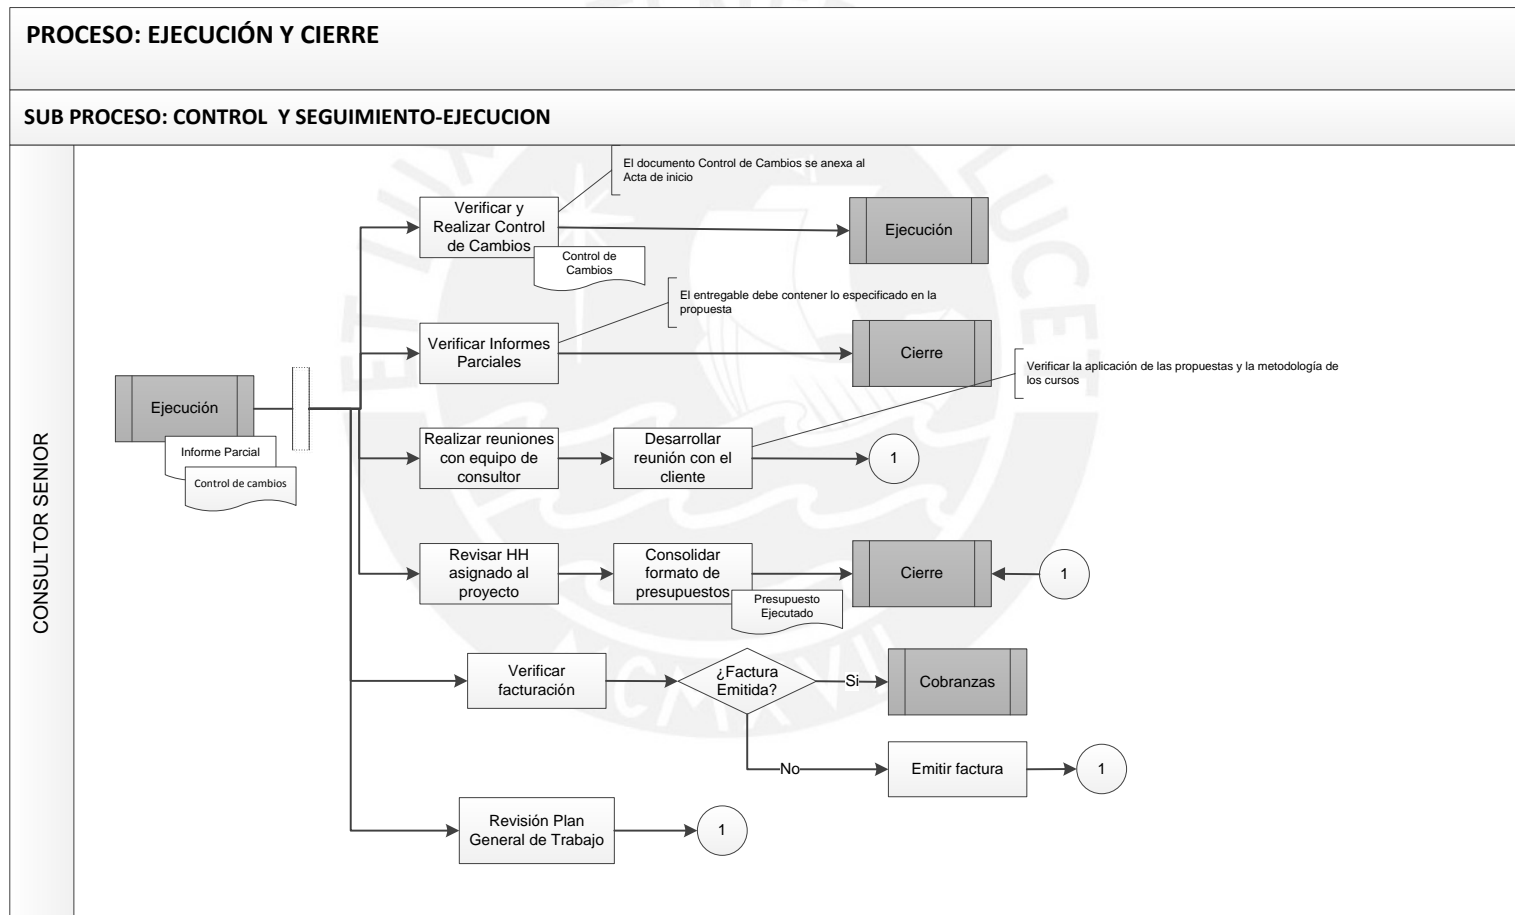 PROCESO: EJECUCIÓN Y CIERRE
SUB PROCESO: CONTROL Y SEGUIMIENTO-EJECUCION
CONSULTOR SENIOR
El documento Control de Cambios se anexa al
Acta de inicio
Verificar y
Realizar Control
de Cambios
Control de
Cambios
Ejecución
El entregable debe contener lo especificado en la
propuesta
Verificar Informes
Parciales
Cierre
Verificar la aplicación de las propuestas y la metodología de
los cursos
Ejecución
Informe Parcial
Control de cambios
Realizar reuniones
con equipo de
consultor
Desarrollar
reunión con el
cliente
1
Revisar HH
asignado al
proyecto
Consolidar
formato de
presupuestos
Presupuesto
Ejecutado
Cierre
1
Verificar
facturación
¿Factura
Emitida?
Si
Cobranzas
No
Emitir factura
1
Revisión Plan
General de Trabajo
1